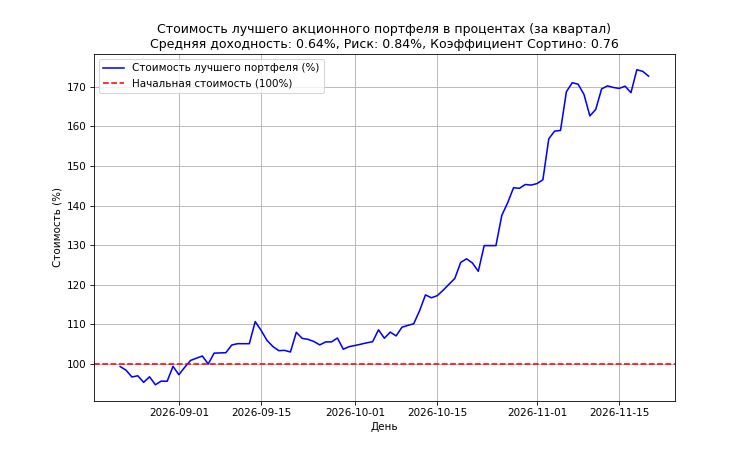 Стоимость лучшего акционного портфеля в процентах (за квартал)
Средняя доходность: 0.64%, Риск: 0.84%, Коэффициент Сортино: 0.76
Стоимость лучшего портфеля (%)
Начальная стоимость (100%)
Стоимость (%)
170
160
150
140
130
120
110
100
2026-09-01
2026-09-15
2026-10-01
2026-10-15
2026-11-01
2026-11-15
День